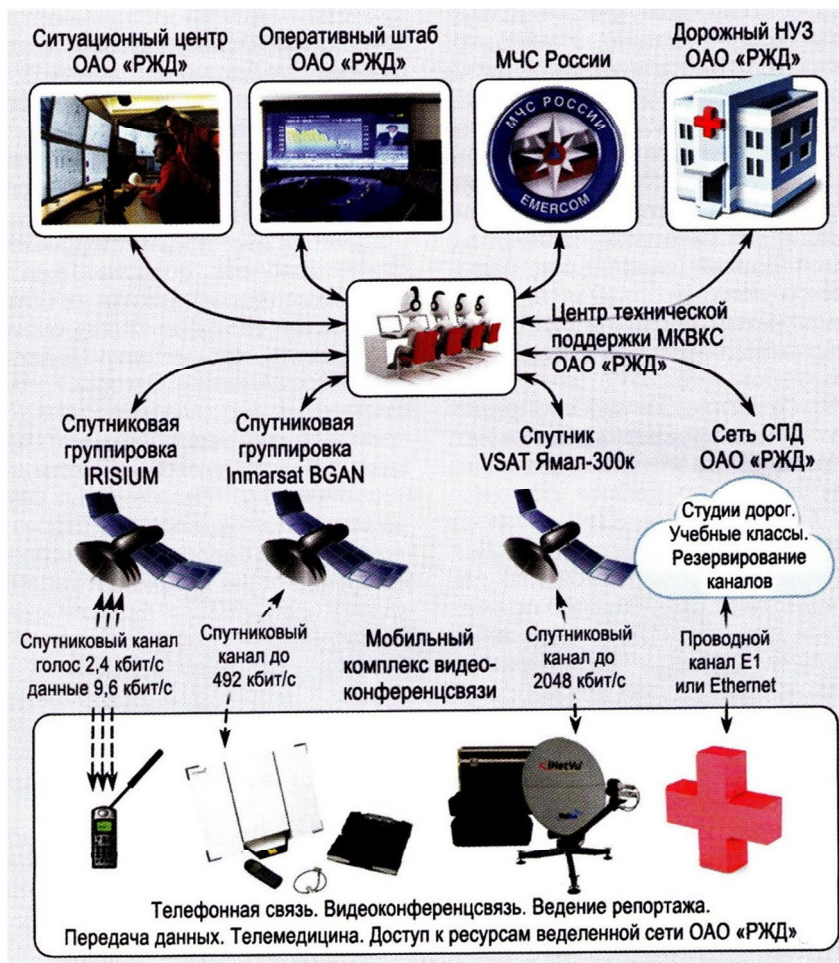 Ситуационный центр
ОАО «РЖД»
Оперативный штаб
ОАО «РЖД»
МЧС России
Дорожный НУЗ
ОАО «РЖД»
МЧС РОССИИ
EMERCOM
Центр технической
поддержки МКВКС
ОАО «РЖД»
Спутниковая
группировка
IRISIUM
Спутниковая
группировка
Inmarsat BGAN
Спутник
VSAT Ямал-300к
Сеть СПД
ОАО «РЖД»
Студии дорог.
Учебные классы.
Резервирование
каналов
Спутниковый канал
голос 2,4 кбит/с
данные 9,6 кбит/с
Спутниковый
канал до
492 кбит/с
Мобильный
комплекс видео-
конференцсвязи
Спутниковый
канал до
2048 кбит/с
Проводной
канал E1
или Ethernet
iNetVu
Телефонная связь. Видеоконференцсвязь. Ведение репортажа.
Передача данных. Телемедицина. Доступ к ресурсам веделенной сети ОАО «РЖД»